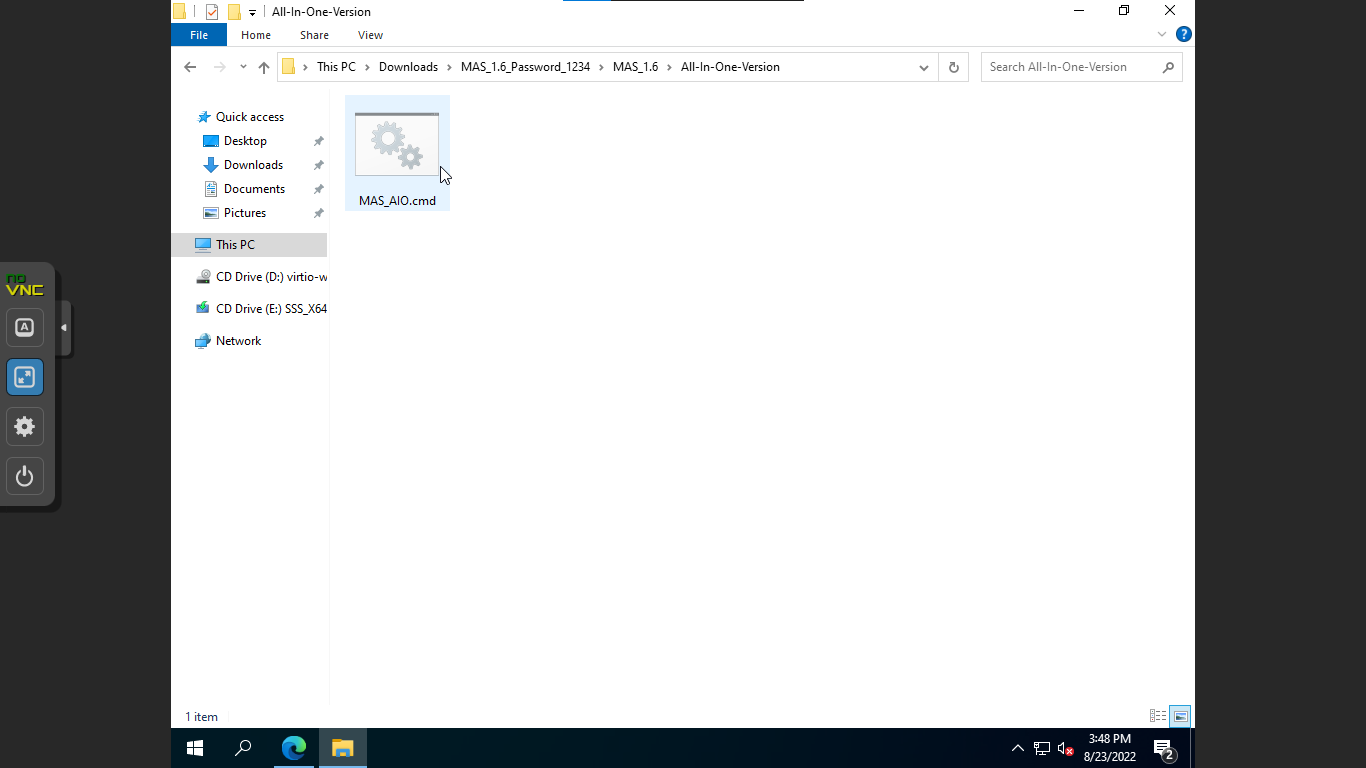 All-In-One-Version
File Home Share View
This PC Downloads MAS_1.6_Password_1234 MAS_1.6 All-In-One-Version
Search All-In-One-Version
Quick access
Desktop
Downloads
Documents
Pictures
This PC
CD Drive (D:) virtio-w
CD Drive (E:) SSS_X64
Network
MAS_AIO.cmd
no
VNC
A
1 item
3:48 PM
8/23/2022
2